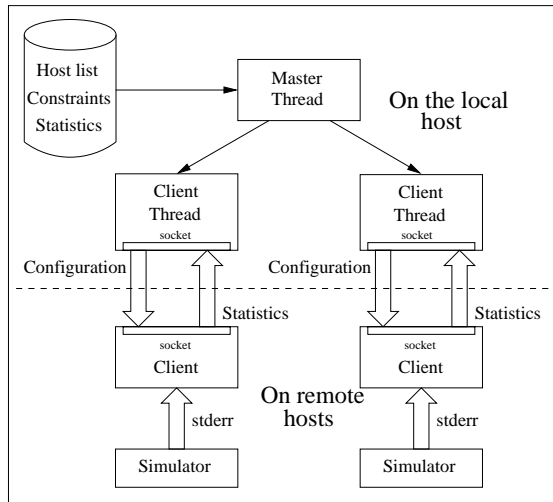 Host list
Constraints
Statistics
Master
Thread
On the local
host
Client
Thread
socket
Client
Thread
socket
Configuration
Configuration
Statistics
Statistics
socket
Client
socket
Client
On remote
hosts
stderr
stderr
Simulator
Simulator